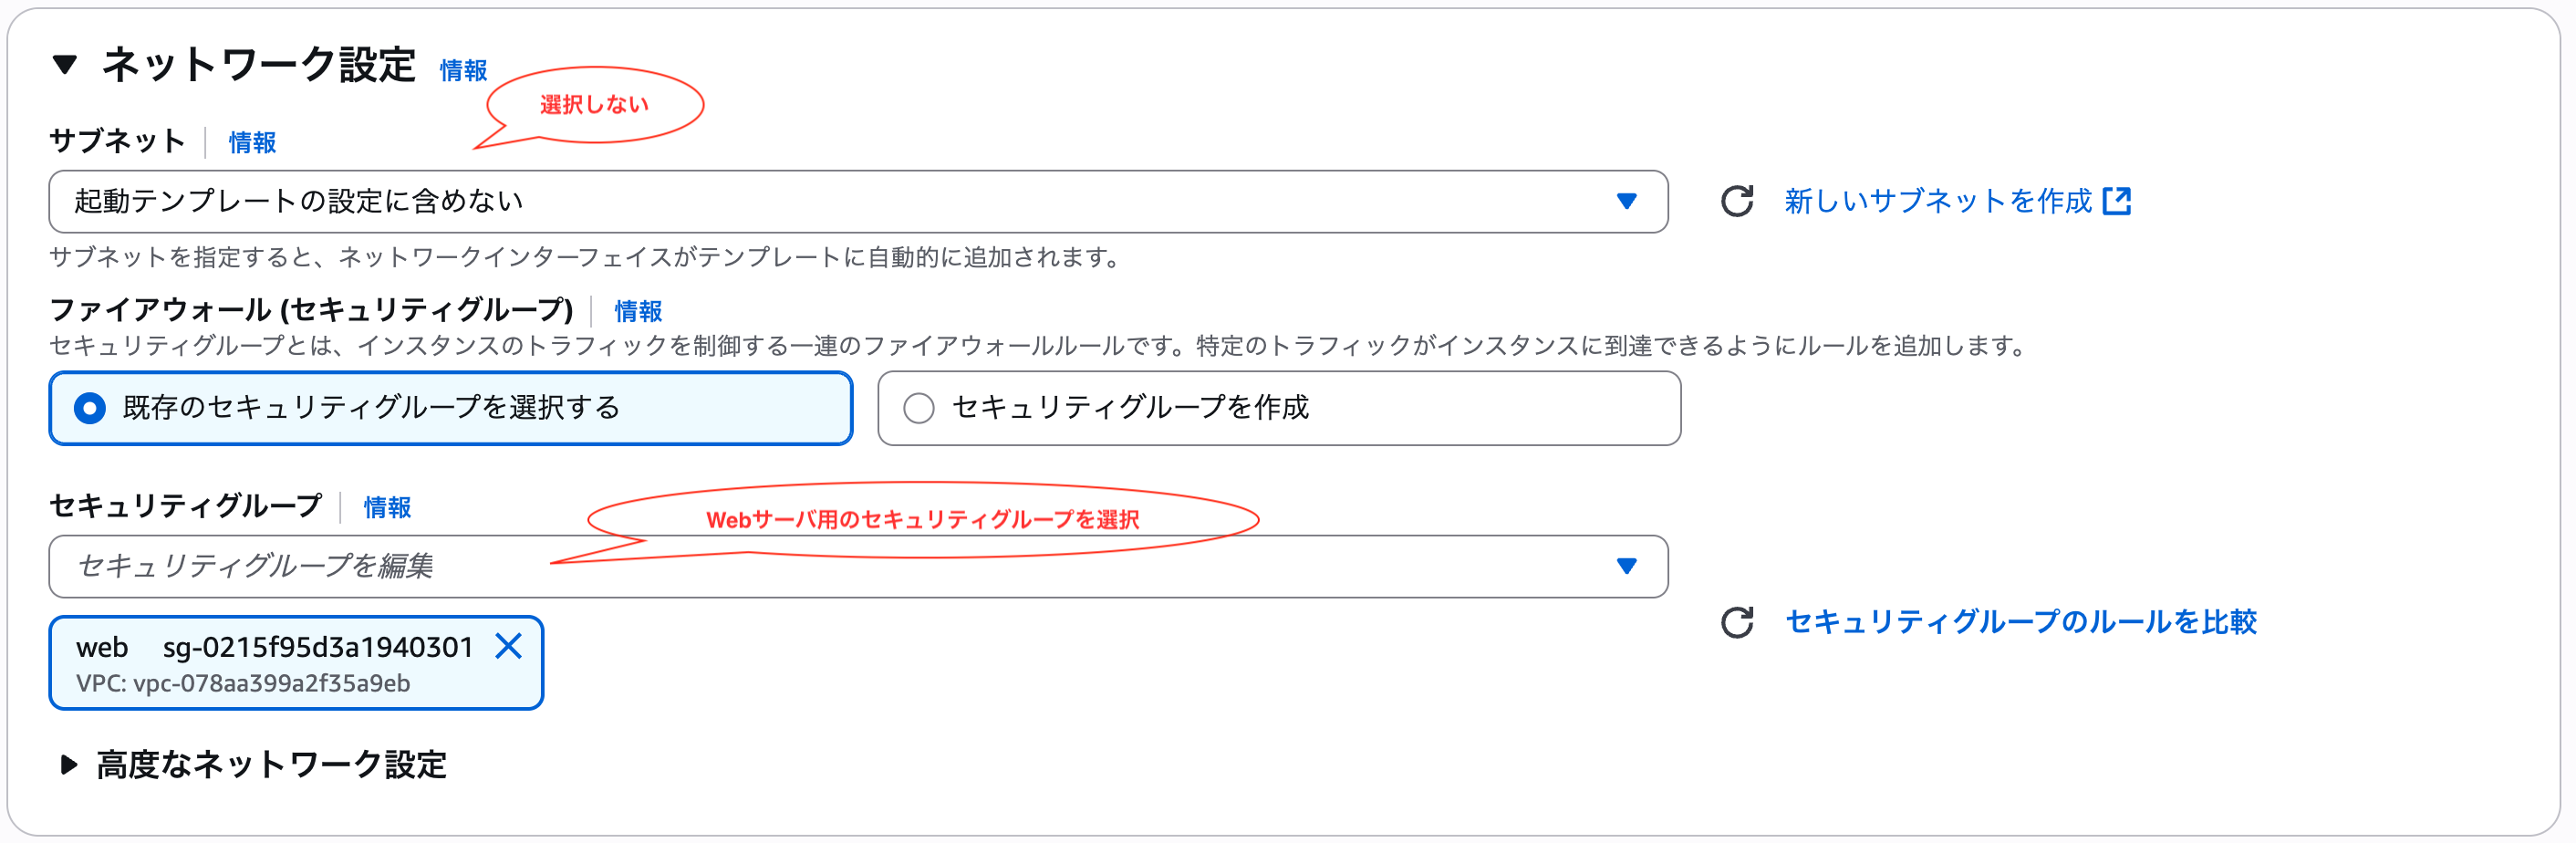 ネットワーク設定 情報
選択しない
サブネット 情報
起動テンプレートの設定に含めない
新しいサブネットを作成
サブネットを指定すると、ネットワークインターフェイスがテンプレートに自動的に追加されます。
ファイアウォール (セキュリティグループ) 情報
セキュリティグループとは、インスタンスのトラフィックを制御する一連のファイアウォールルールです。特定のトラフィックがインスタンスに到達できるようにルールを追加します。
既存のセキュリティグループを選択する セキュリティグループを作成
セキュリティグループ 情報
Webサーバ用のセキュリティグループを選択
セキュリティグループを編集
セキュリティグループのルールを比較
web sg-0215f95d3a1940301
VPC: vpc-078aa399a2f35a9eb
高度なネットワーク設定